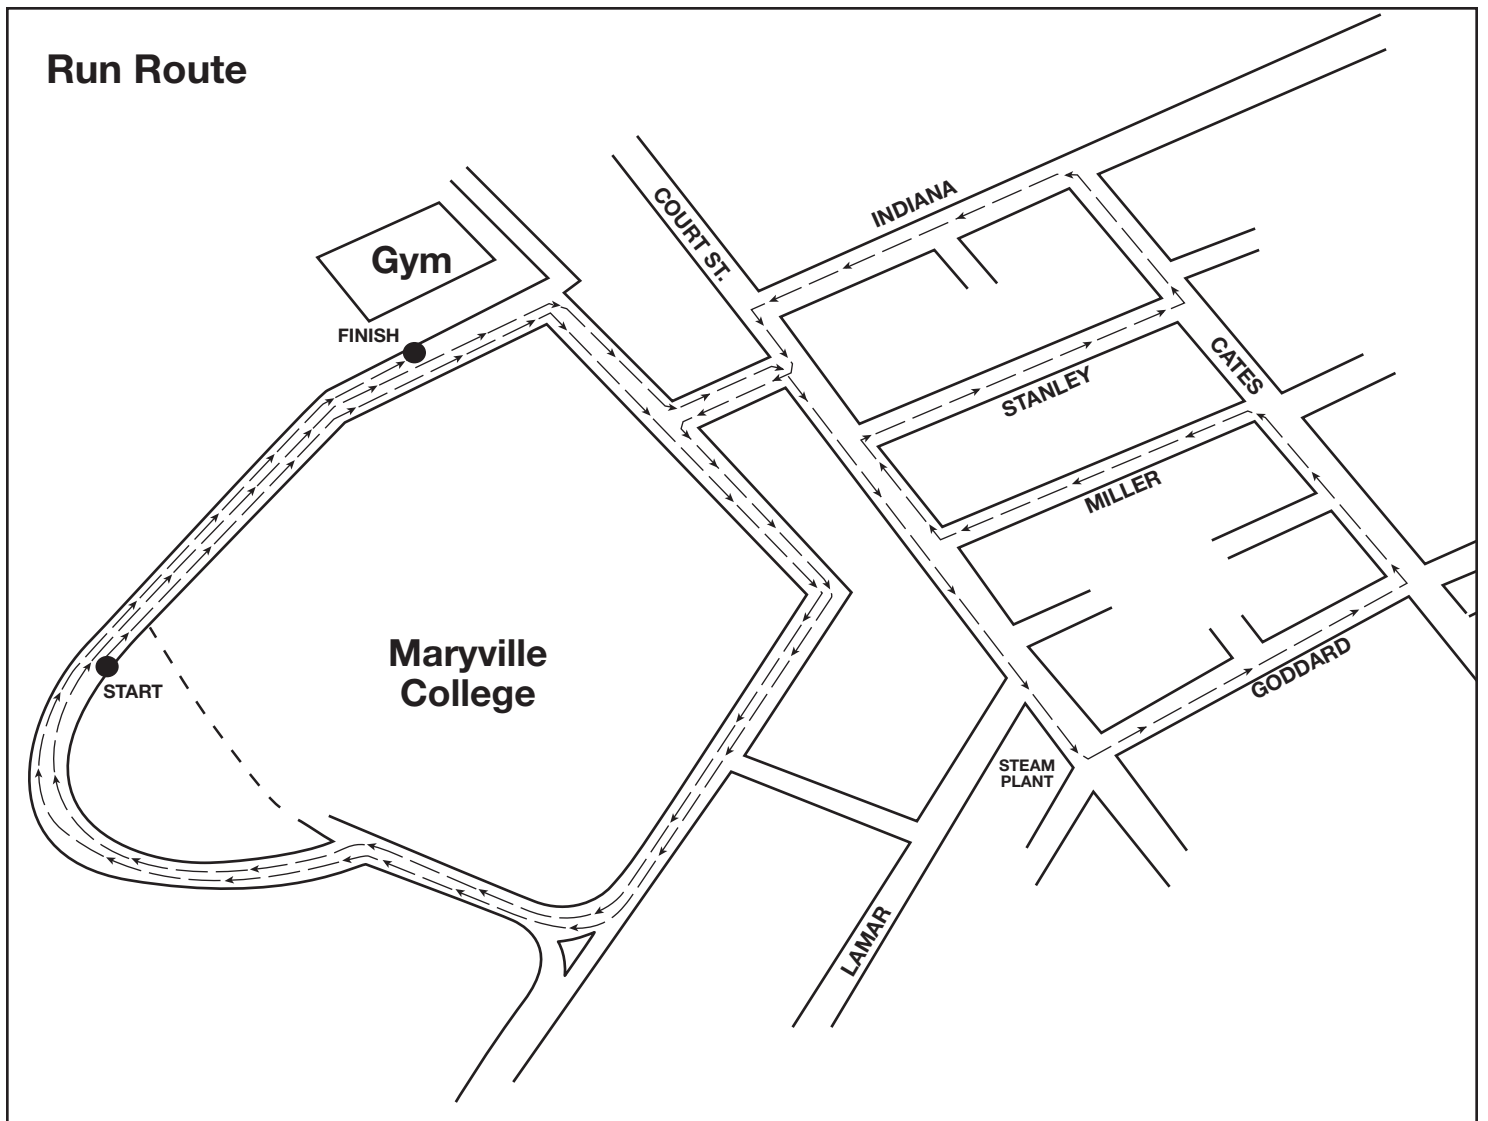 Run Route
INDIANA
COURT ST.
Gym
FINISH
CATES
STANLEY
MILLER
Maryville
College
START
GODDARD
STEAM
PLANT
LAMAR